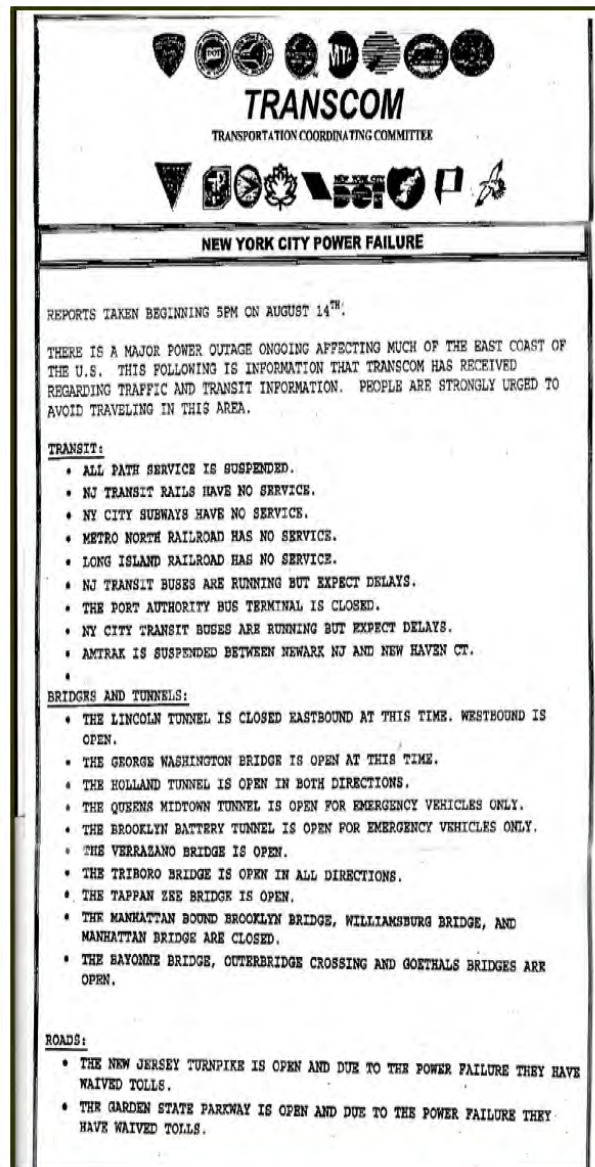 MTA
DOT
TRANSCOM
TRANSPORTATION COORDINATING COMMITTEE
NEW YORK CITY
DOT
NEW YORK CITY POWER FAILURE
REPORTS TAKEN BEGINNING 5PM ON AUGUST 14TH.
THERE IS A MAJOR POWER OUTAGE ONGOING AFFECTING MUCH OF THE EAST COAST OF
THE U.S. THIS FOLLOWING IS INFORMATION THAT TRANSCOM HAS RECEIVED
REGARDING TRAFFIC AND TRANSIT INFORMATION. PEOPLE ARE STRONGLY URGED TO
AVOID TRAVELING IN THIS AREA.
TRANSIT:
• ALL PATH SERVICE IS SUSPENDED.
• NJ TRANSIT RAILS HAVE NO SERVICE.
• NY CITY SUBWAYS HAVE NO SERVICE.
• METRO NORTH RAILROAD HAS NO SERVICE.
• LONG ISLAND RAILROAD HAS NO SERVICE.
• NJ TRANSIT BUSES ARE RUNNING BUT EXPECT DELAYS.
• THE PORT AUTHORITY BUS TERMINAL IS CLOSED.
• NY CITY TRANSIT BUSES ARE RUNNING BUT EXPECT DELAYS.
• AMTRAK IS SUSPENDED BETWEEN NEWARK NJ AND NEW HAVEN CT.
•
BRIDGES AND TUNNELS:
• THE LINCOLN TUNNEL IS CLOSED EASTBOUND AT THIS TIME. WESTBOUND IS
OPEN.
• THE GEORGE WASHINGTON BRIDGE IS OPEN AT THIS TIME.
• THE HOLLAND TUNNEL IS OPEN IN BOTH DIRECTIONS.
• THE QUEENS MIDTOWN TUNNEL IS OPEN FOR EMERGENCY VEHICLES ONLY.
• THE BROOKLYN BATTERY TUNNEL IS OPEN FOR EMERGENCY VEHICLES ONLY.
• THE VERRAZANO BRIDGE IS OPEN.
• THE TRIBORO BRIDGE IS OPEN IN ALL DIRECTIONS.
• THE TAPPAN ZEE BRIDGE IS OPEN.
• THE MANHATTAN BOUND BROOKLYN BRIDGE, WILLIAMSBURG BRIDGE, AND
MANHATTAN BRIDGE ARE CLOSED.
• THE BAYONNE BRIDGE, OUTERBRIDGE CROSSING AND GOETHALS BRIDGES ARE
OPEN.
ROADS:
• THE NEW JERSEY TURNPIKE IS OPEN AND DUE TO THE POWER FAILURE THEY HAVE
WAIVED TOLLS.
• THE GARDEN STATE PARKWAY IS OPEN AND DUE TO THE POWER FAILURE THEY
HAVE WAIVED TOLLS.